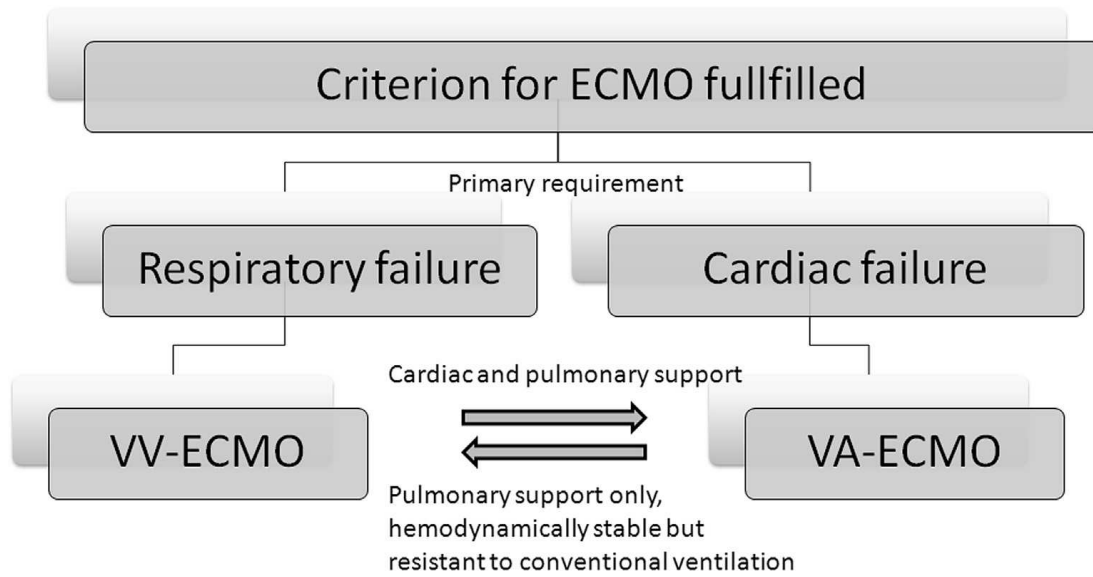 Criterion for ECMO fullfilled
Primary requirement
Respiratory failure
Cardiac failure
Cardiac and pulmonary support
VV-ECMO
VA-ECMO
Pulmonary support only,
hemodynamically stable but
resistant to conventional ventilation